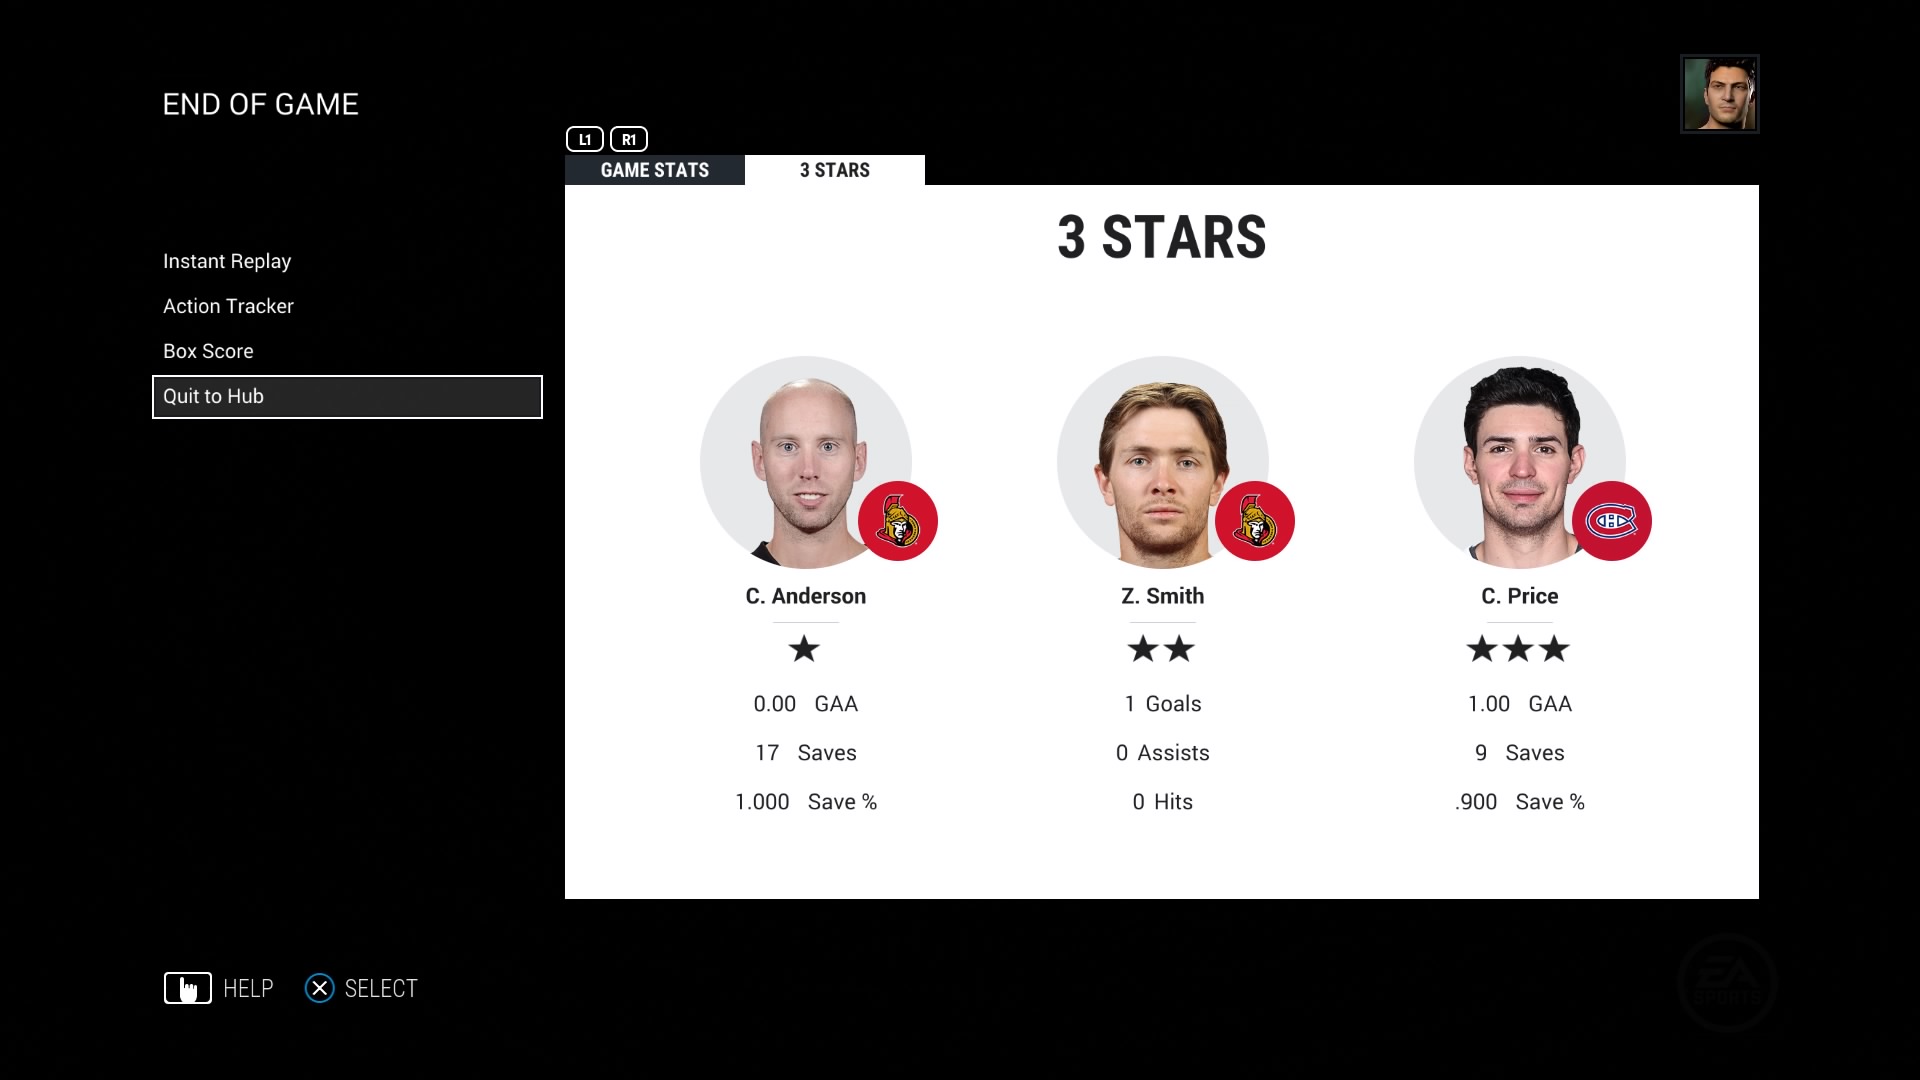 END OF GAME
L1 R1
GAME STATS 3 STARS
3 STARS
Instant Replay
Action Tracker
Box Score
Quit to Hub
C. Anderson Z. Smith C. Price
0.00 GAA 1 Goals 1.00 GAA
17 Saves 0 Assists 9 Saves
1.000 Save % 0 Hits .900 Save %
HELP SELECT
EA
SPORTS